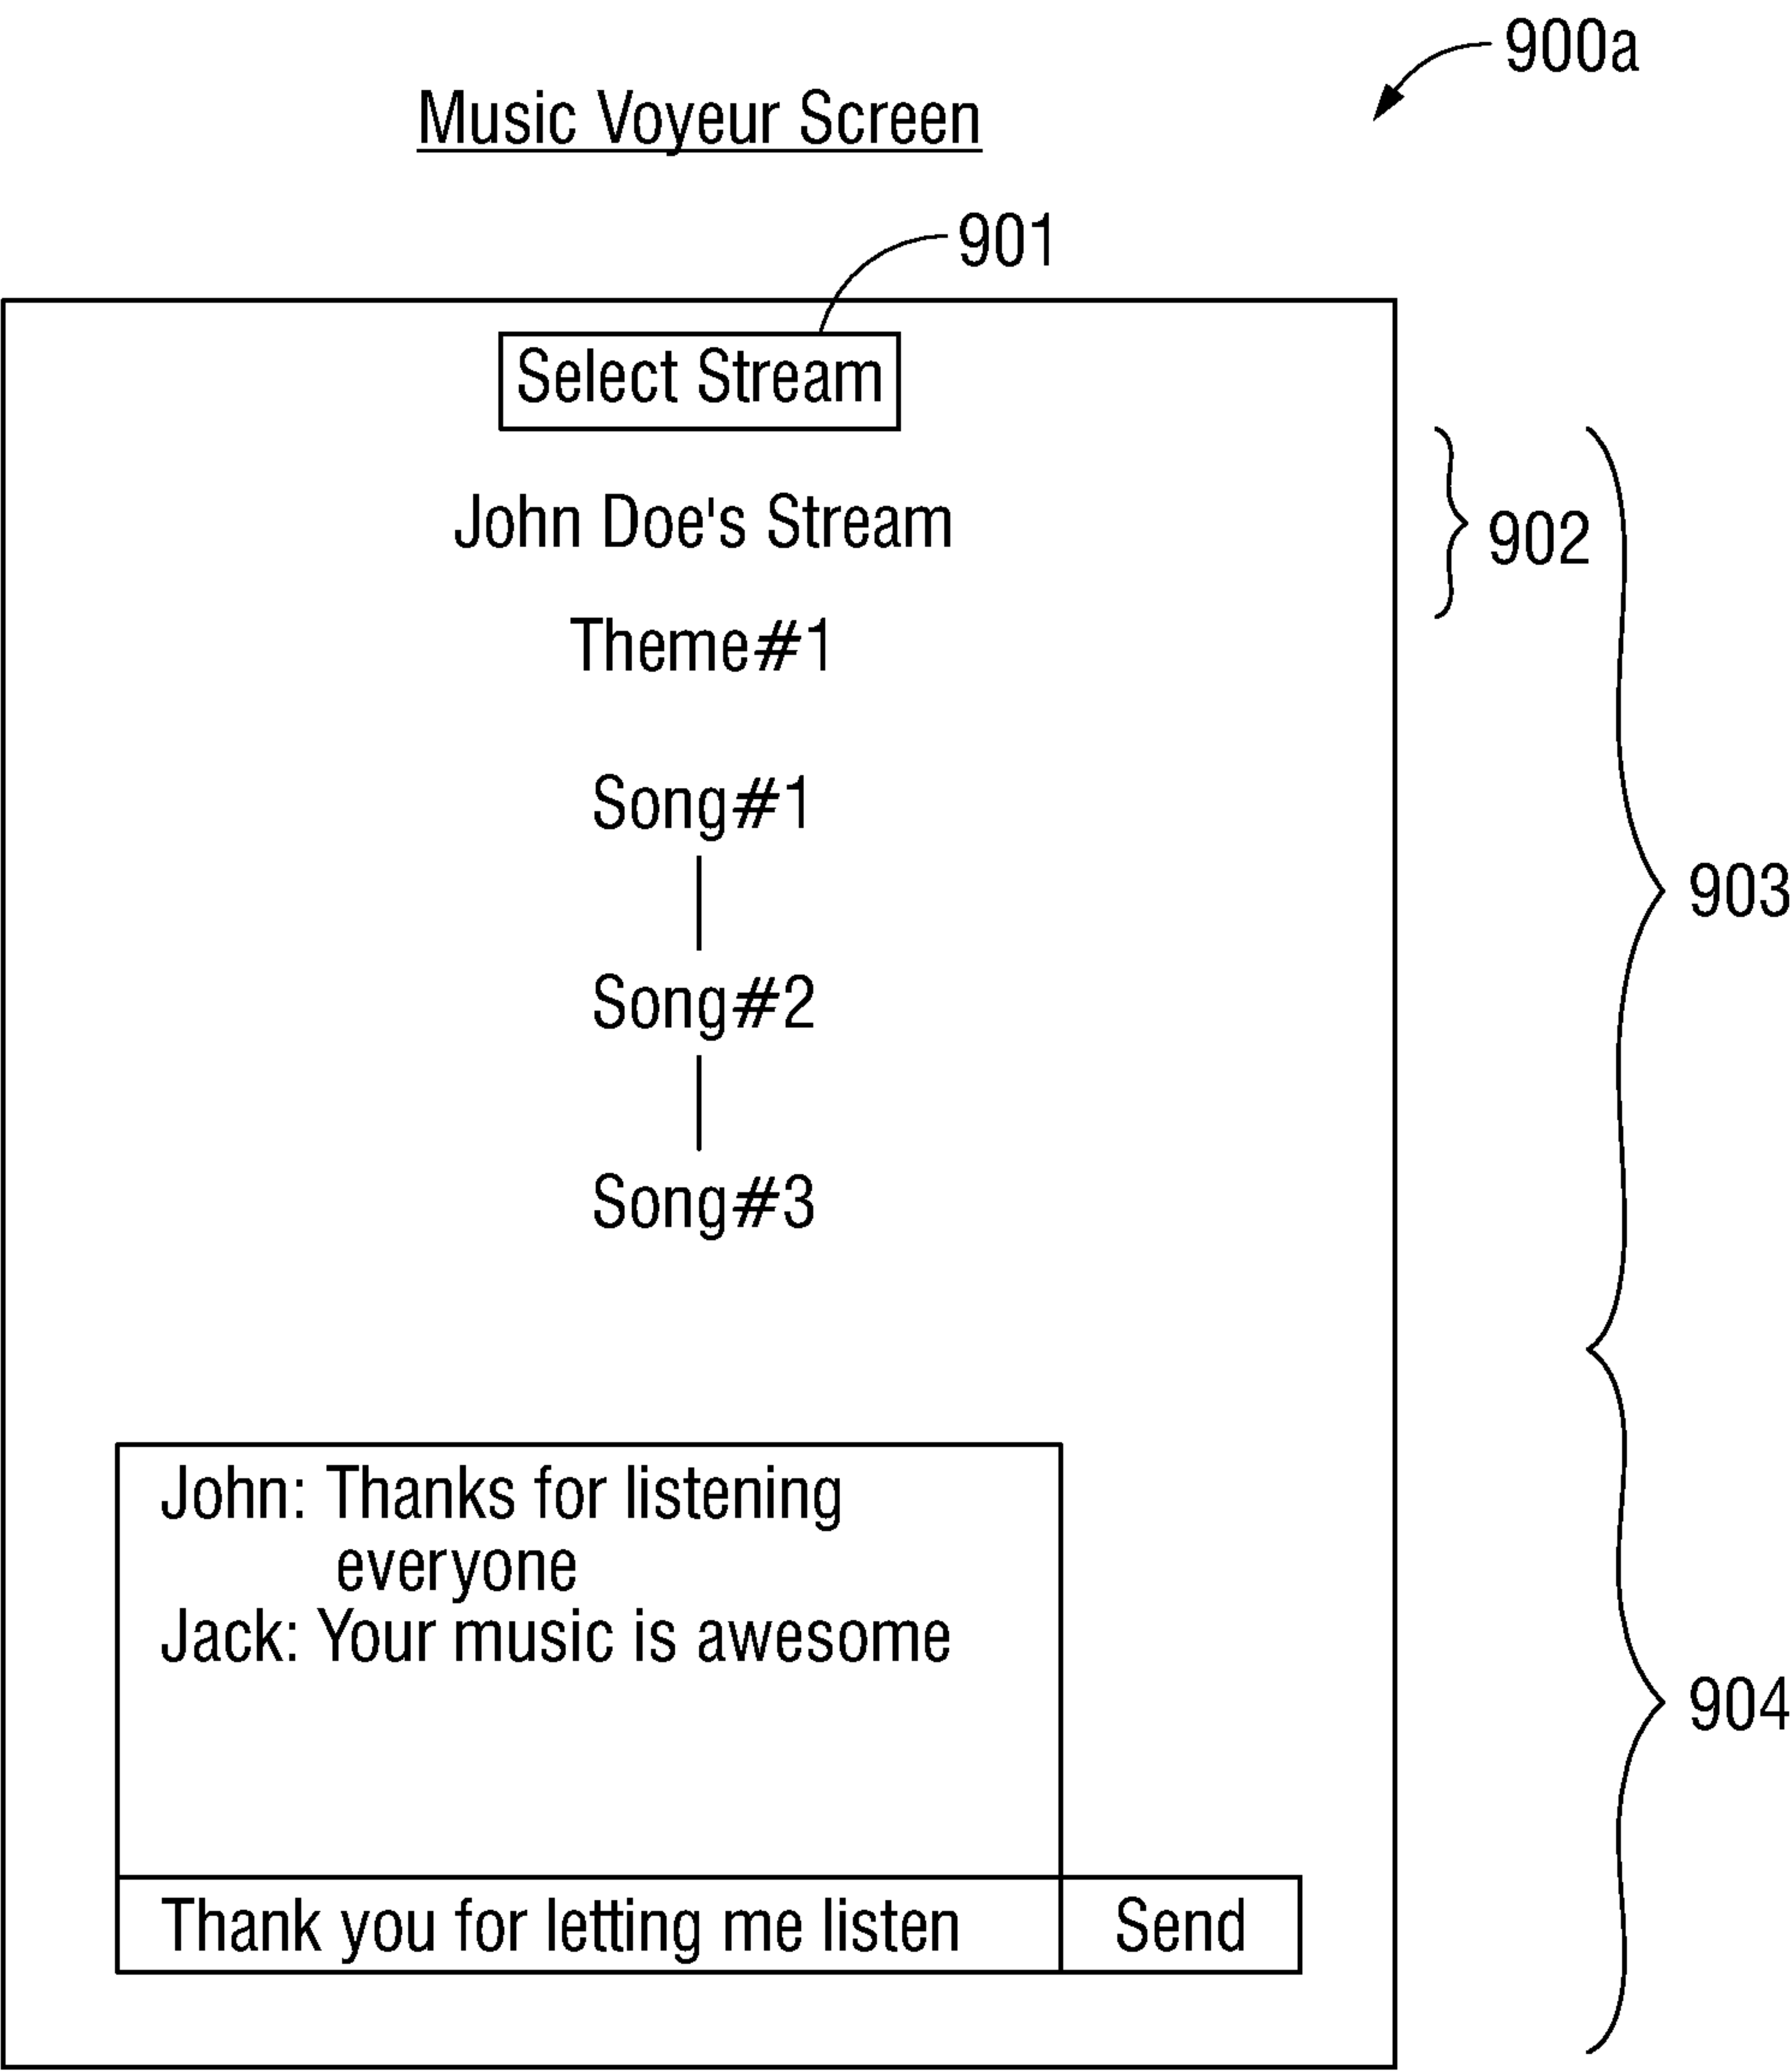 900a
Music Voyeur Screen
901
Select Stream
John Doe's Stream
902
Theme#1
Song#1
903
Song#2
Song#3
John: Thanks for listening
everyone
Jack: Your music is awesome
904
Thank you for letting me listen
Send